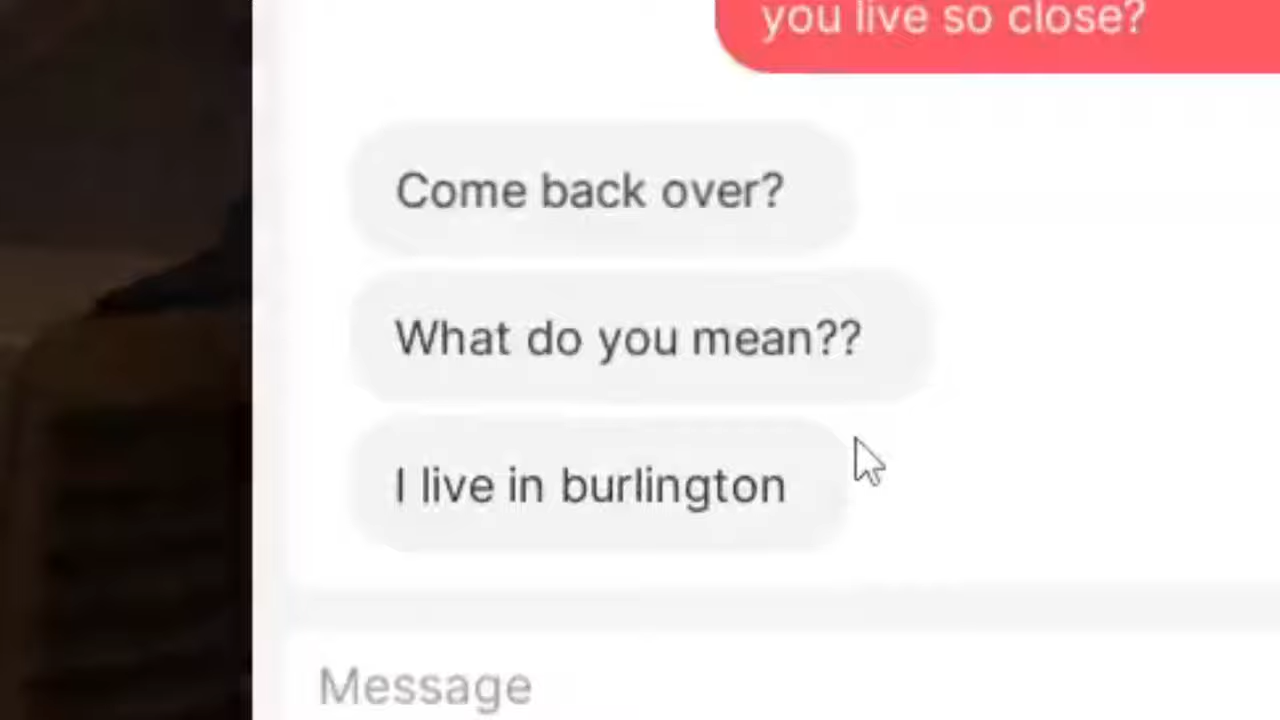 you live so close?
Come back over?
What do you mean??
I live in burlington
Message